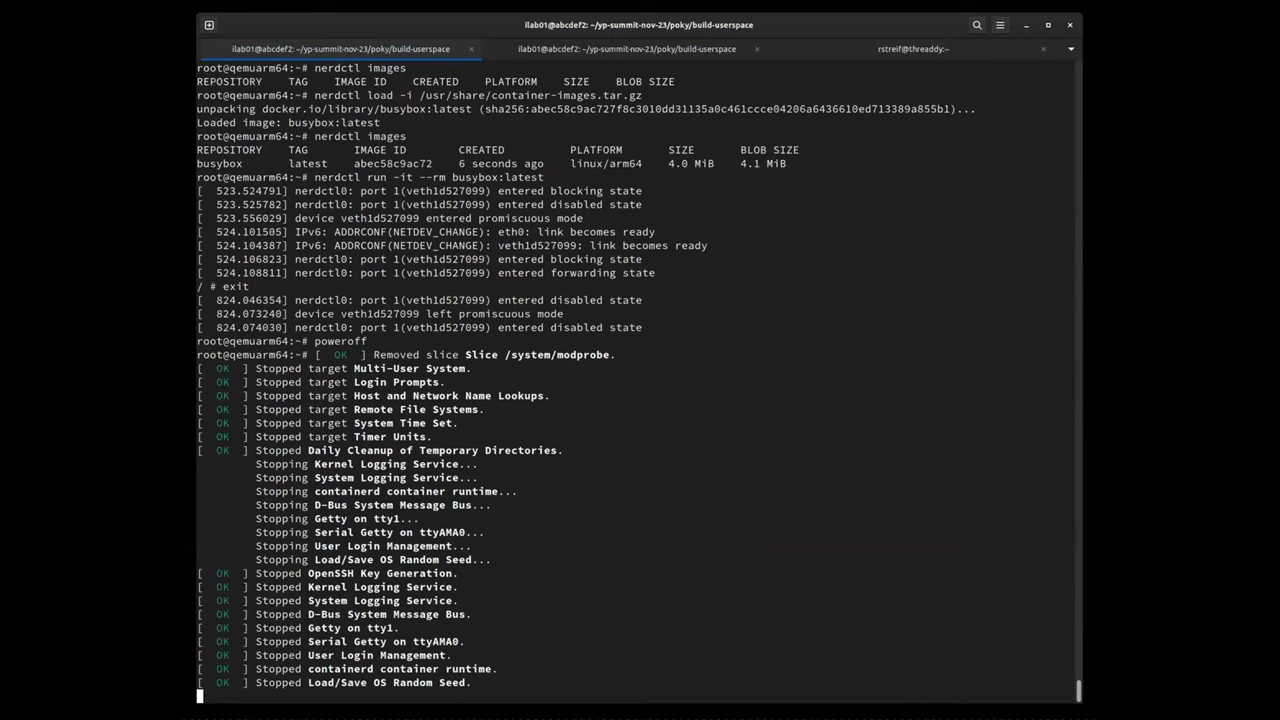 ilab01@abcdef2: ~/yp-summit-nov-23/poky/build-userspace
ilab01@abcdef2: ~/yp-summit-nov-23/poky/build-userspace × ilab01@abcdef2: ~/yp-summit-nov-23/poky/build-userspace × rstreif@threaddy:~ ×
root@qemuarm64:~# nerdctl images
REPOSITORY TAG IMAGE ID CREATED PLATFORM SIZE BLOB SIZE
root@qemuarm64:~# nerdctl load -i /usr/share/container-images.tar.gz
unpacking docker.io/library/busybox:latest (sha256:abec58c9ac727f8c3010dd31135a0c461ccce04206a6436610ed713389a855b1)...
Loaded image: busybox:latest
root@qemuarm64:~# nerdctl images
REPOSITORY TAG IMAGE ID CREATED PLATFORM SIZE BLOB SIZE
busybox latest abec58c9ac72 6 seconds ago linux/arm64 4.0 MiB 4.1 MiB
root@qemuarm64:~# nerdctl run -it --rm busybox:latest
[ 523.524791] nerdctl0: port 1(veth1d527099) entered blocking state
[ 523.525782] nerdctl0: port 1(veth1d527099) entered disabled state
[ 523.556029] device veth1d527099 entered promiscuous mode
[ 524.101505] IPv6: ADDRCONF(NETDEV_CHANGE): eth0: link becomes ready
[ 524.104387] IPv6: ADDRCONF(NETDEV_CHANGE): veth1d527099: link becomes ready
[ 524.106823] nerdctl0: port 1(veth1d527099) entered blocking state
[ 524.108811] nerdctl0: port 1(veth1d527099) entered forwarding state
/ # exit
[ 824.046354] nerdctl0: port 1(veth1d527099) entered disabled state
[ 824.073240] device veth1d527099 left promiscuous mode
[ 824.074030] nerdctl0: port 1(veth1d527099) entered disabled state
root@qemuarm64:~# poweroff
root@qemuarm64:~# [ OK ] Removed slice Slice /system/modprobe.
[ OK ] Stopped target Multi-User System.
[ OK ] Stopped target Login Prompts.
[ OK ] Stopped target Host and Network Name Lookups.
[ OK ] Stopped target Remote File Systems.
[ OK ] Stopped target System Time Set.
[ OK ] Stopped target Timer Units.
[ OK ] Stopped Daily Cleanup of Temporary Directories.
Stopping Kernel Logging Service...
Stopping System Logging Service...
Stopping containerd container runtime...
Stopping D-Bus System Message Bus...
Stopping Getty on tty1...
Stopping Serial Getty on ttyAMA0...
Stopping User Login Management...
Stopping Load/Save OS Random Seed...
[ OK ] Stopped OpenSSH Key Generation.
[ OK ] Stopped Kernel Logging Service.
[ OK ] Stopped System Logging Service.
[ OK ] Stopped D-Bus System Message Bus.
[ OK ] Stopped Getty on tty1.
[ OK ] Stopped Serial Getty on ttyAMA0.
[ OK ] Stopped User Login Management.
[ OK ] Stopped containerd container runtime.
[ OK ] Stopped Load/Save OS Random Seed.